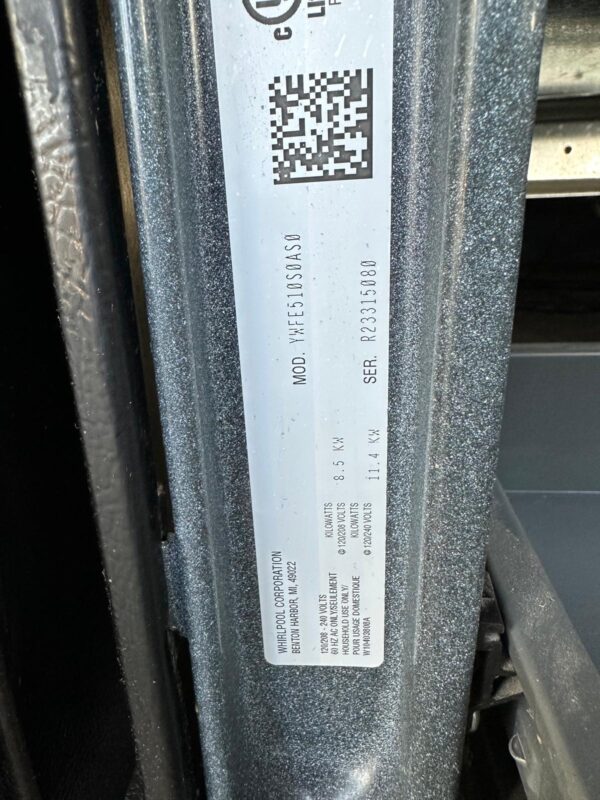 WHIRLPOOL CORPORATION
BENTON HARBOR, MI, 49022
MOD. YWFE510S0AS0
SER. R23315080
120/208 - 240 VOLTS
60 HZ AC ONLY/SEULEMENT
HOUSEHOLD USE ONLY/
POUR USAGE DOMESTIQUE
KILOWATTS
@ 120/208 VOLTS 8.5 KW
KILOWATTS
@ 120/240 VOLTS 11.4 KW
c